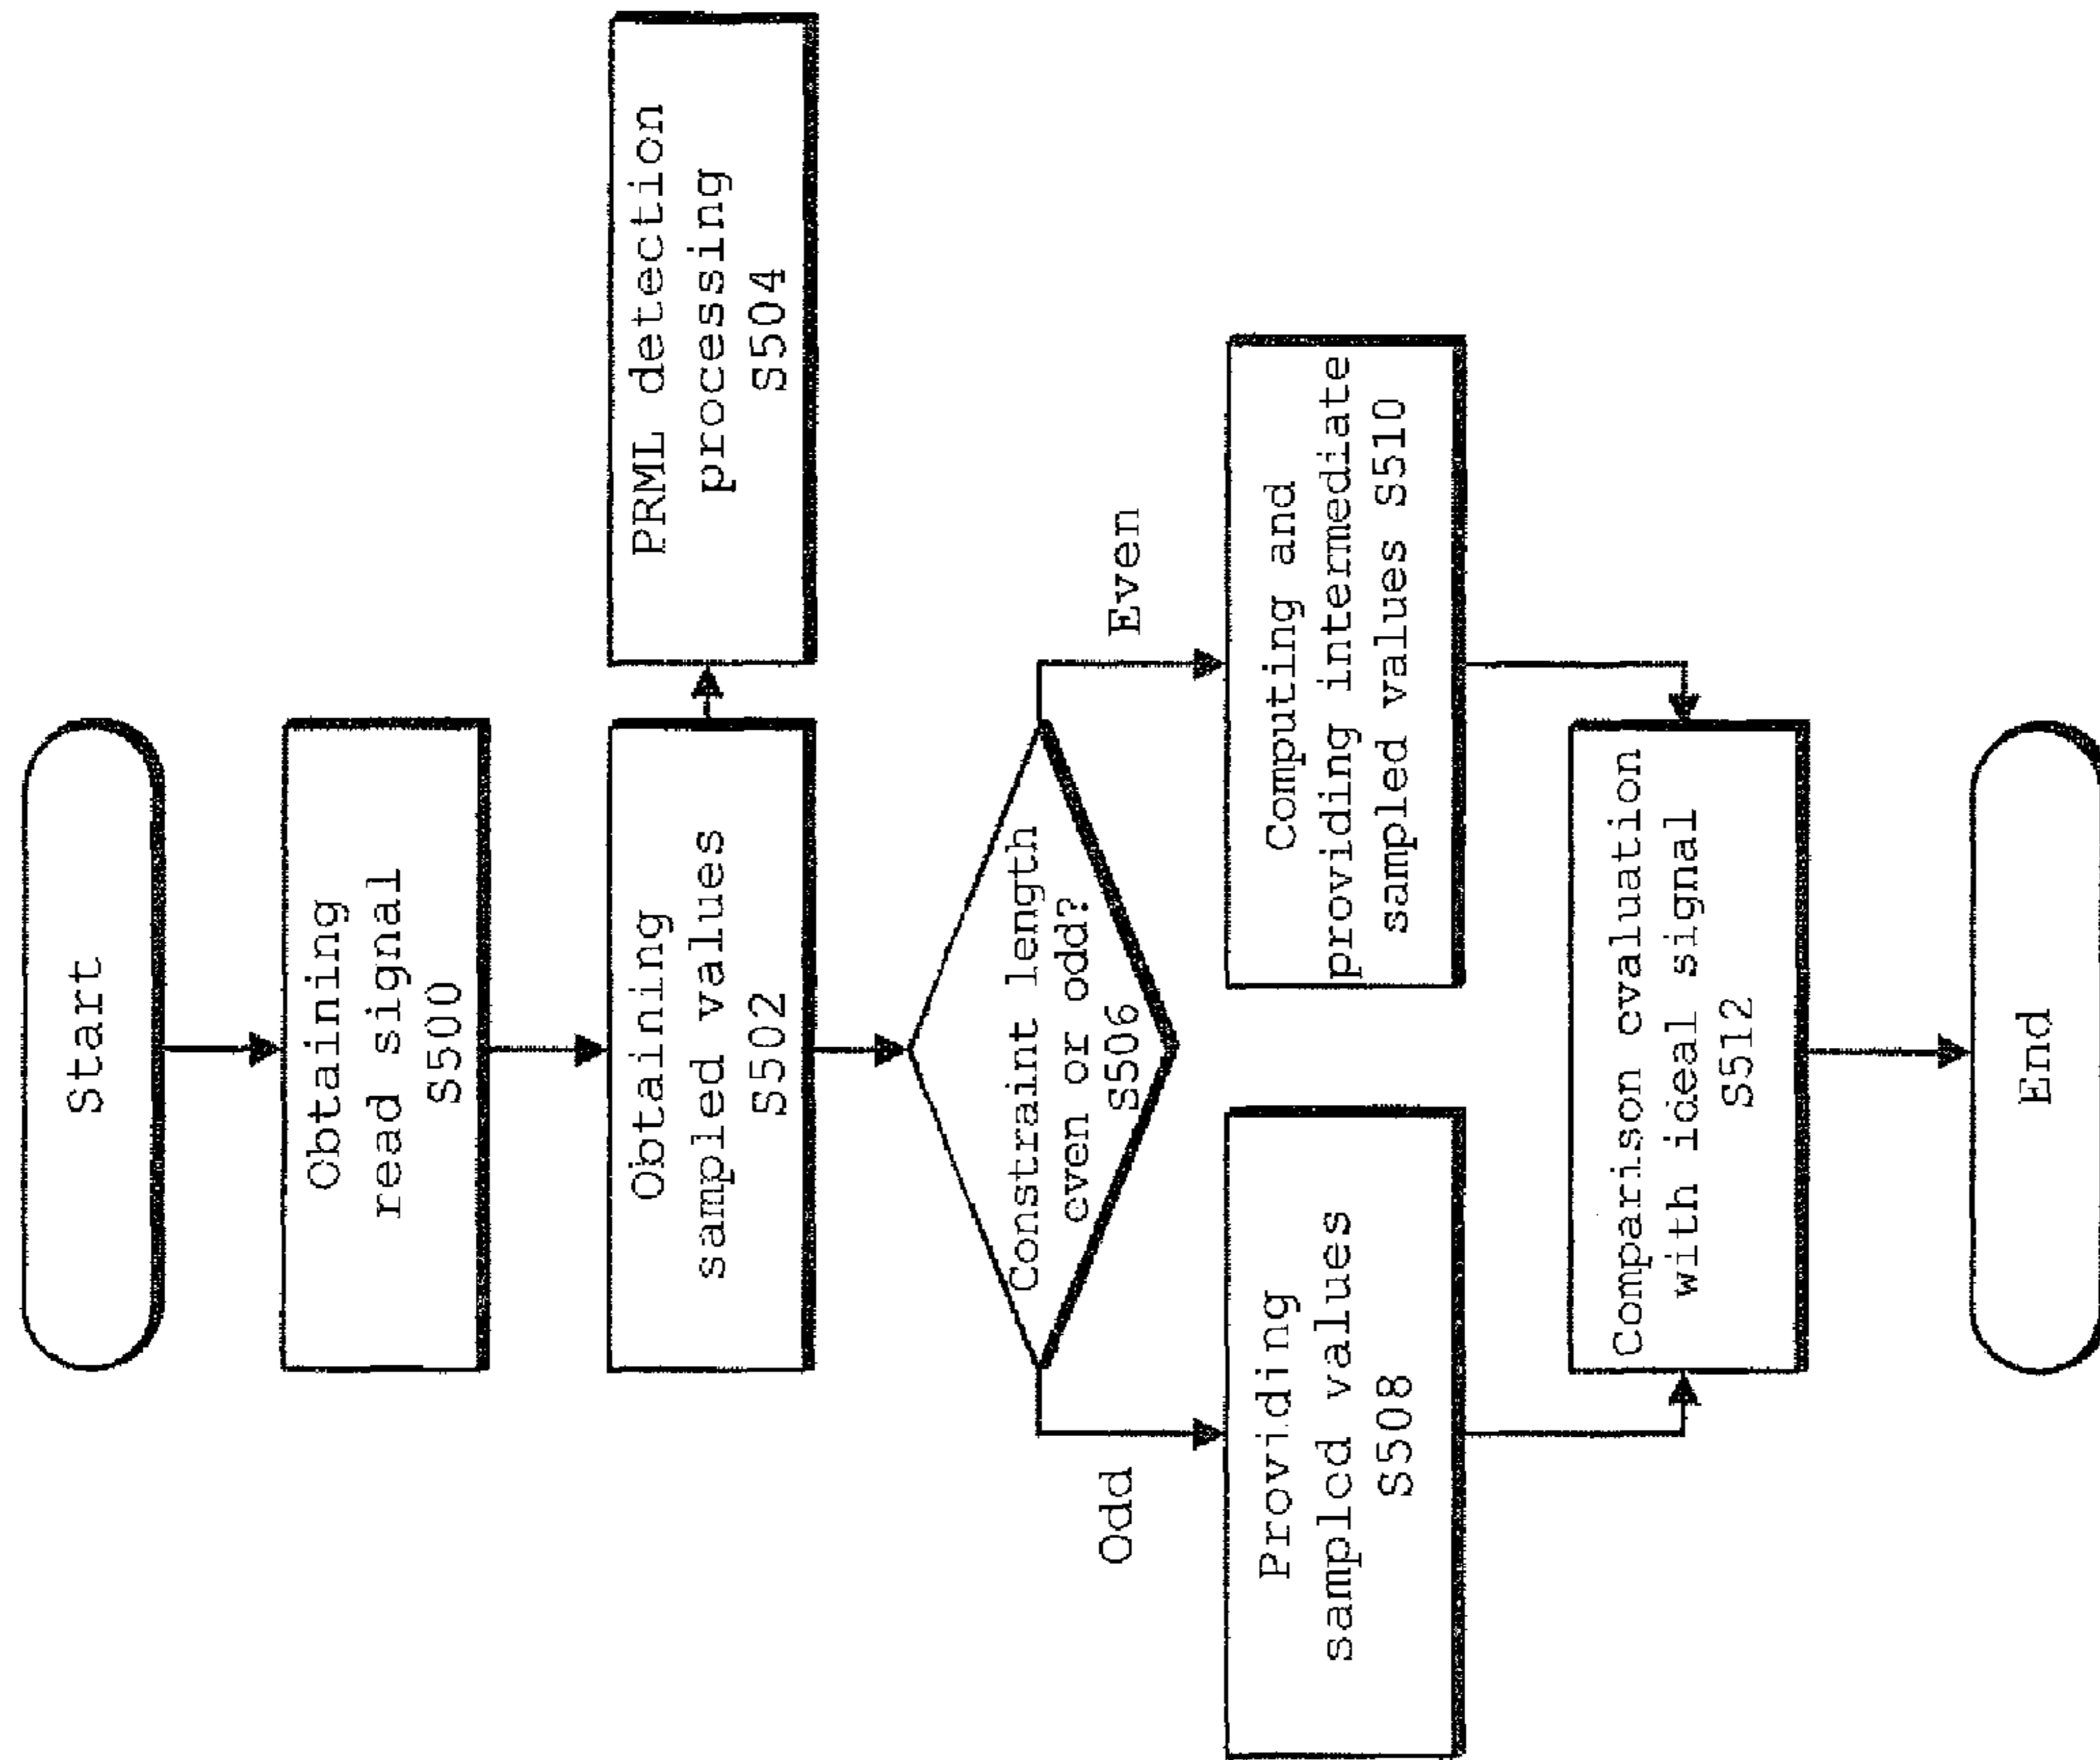 Start
Obtaining
read signal
S500
Obtaining
sampled values
S502
PRML detection
processing
S504
Constraint length
even or odd?
S506
Odd
Even
Providing
sampled values
S508
Computing and
providing intermediate
sampled values S510
Comparison evaluation
with ideal signal
S512
End